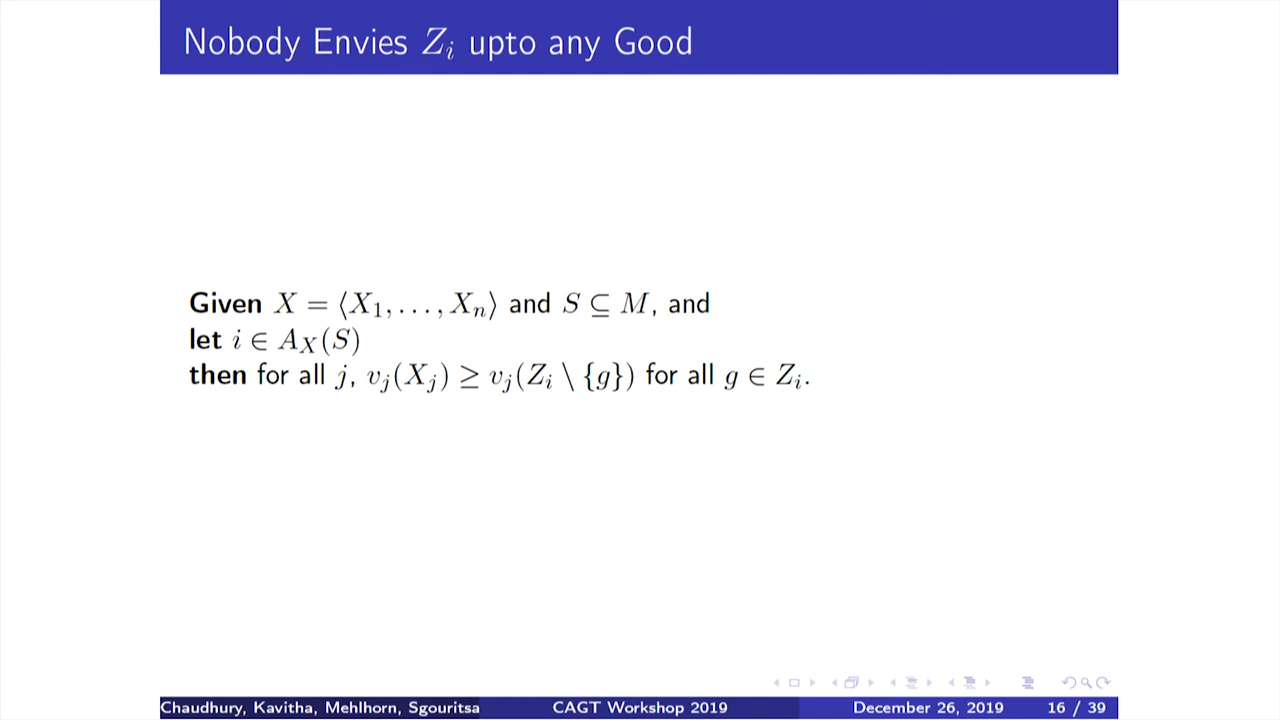 Nobody Envies Z_i upto any Good
Given X = ⟨X_1, . . . , X_n⟩ and S ⊆ M, and
let i ∈ A_X(S)
then for all j, v_j(X_j) ≥ v_j(Z_i \ {g}) for all g ∈ Z_i.
Chaudhury, Kavitha, Mehlhorn, Sgouritsa CAGT Workshop 2019 December 26, 2019 16 / 39